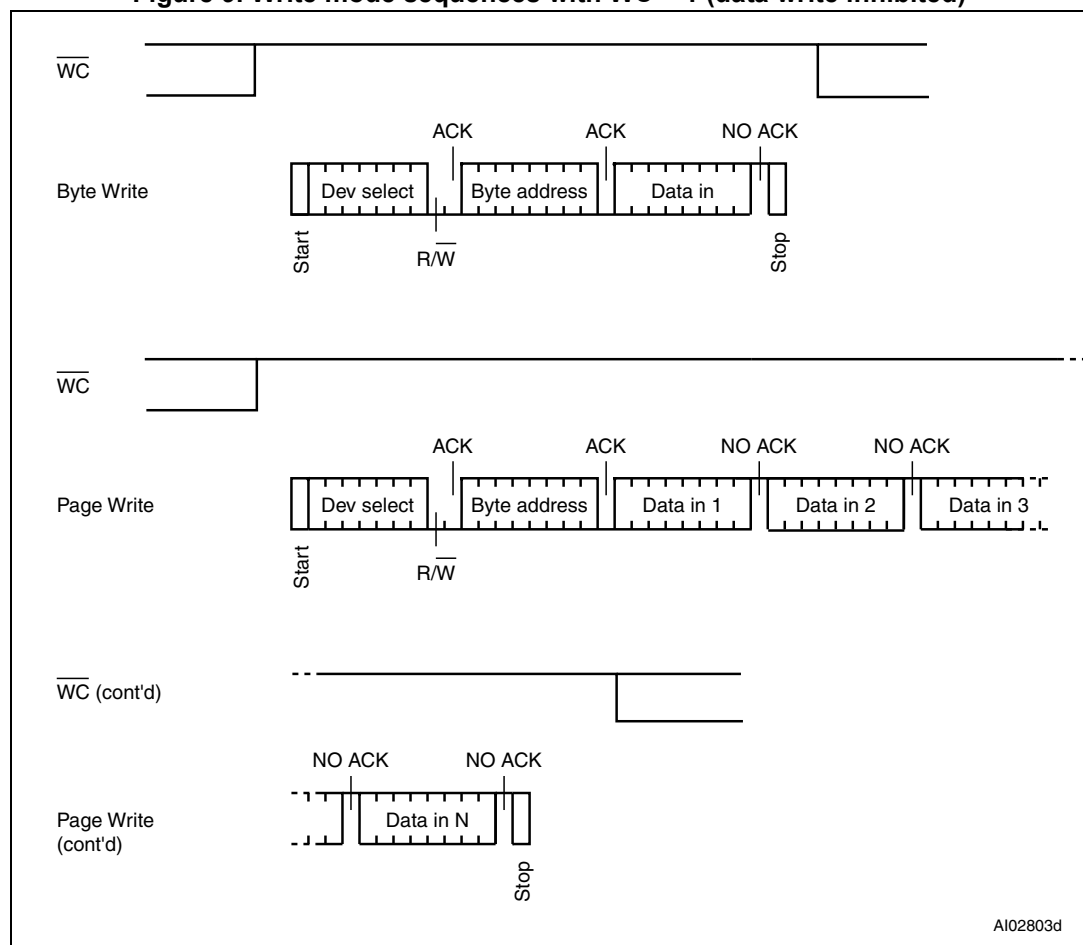 WC
ACK ACK NO ACK
Byte Write Dev select Byte address Data in
Start R/W Stop
WC
ACK ACK NO ACK NO ACK
Page Write Dev select Byte address Data in 1 Data in 2 Data in 3
Start R/W
WC (cont'd)
NO ACK NO ACK
Page Write
(cont'd) Data in N
Stop
AI02803d